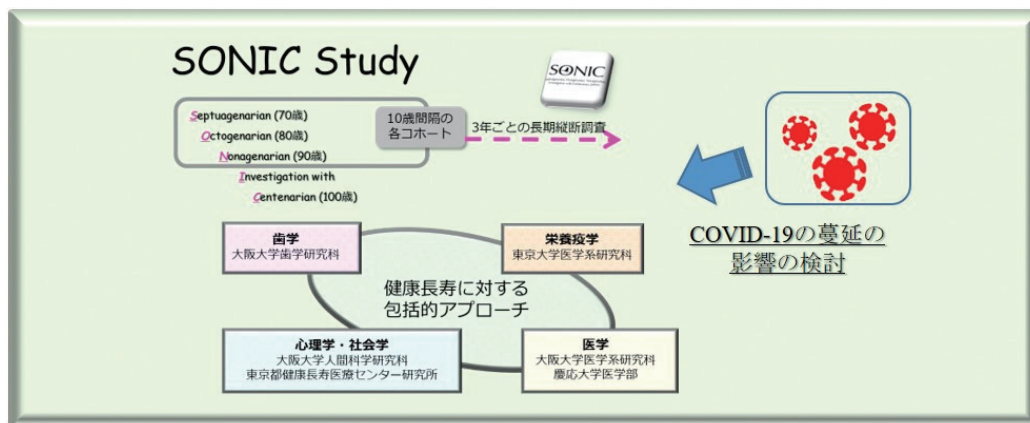 SONIC Study
SONIC
Septuagenarian (70歳)
Octogenarian (80歳)
Nonagenarian (90歳)
Investigation with
Centenarian (100歳)
10歳間隔の
各コホート
3年ごとの長期縦断調査
COVID-19の蔓延の
影響の検討
歯学
大阪大学歯学研究科
栄養疫学
東京大学医学系研究科
健康長寿に対する
包括的アプローチ
心理学・社会学
大阪大学人間科学研究科
東京都健康長寿医療センター研究所
医学
大阪大学医学系研究科
慶応大学医学部